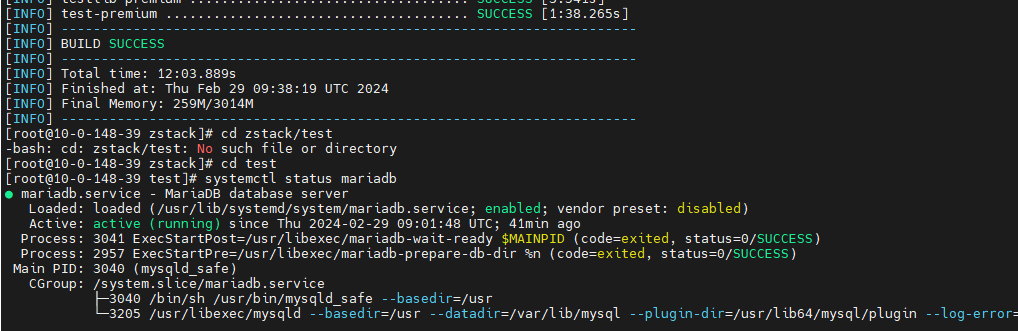 [INFO] test-premium ...................................... SUCCESS [1:38.265s]
[INFO] ------------------------------------------------------------------------
[INFO] BUILD SUCCESS
[INFO] ------------------------------------------------------------------------
[INFO] Total time: 12:03.889s
[INFO] Finished at: Thu Feb 29 09:38:19 UTC 2024
[INFO] Final Memory: 259M/3014M
[INFO] ------------------------------------------------------------------------
[root@10-0-148-39 zstack]# cd zstack/test
-bash: cd: zstack/test: No such file or directory
[root@10-0-148-39 zstack]# cd test
[root@10-0-148-39 test]# systemctl status mariadb
● mariadb.service - MariaDB database server
Loaded: loaded (/usr/lib/systemd/system/mariadb.service; enabled; vendor preset: disabled)
Active: active (running) since Thu 2024-02-29 09:01:48 UTC; 41min ago
Process: 3041 ExecStartPost=/usr/libexec/mariadb-wait-ready $MAINPID (code=exited, status=0/SUCCESS)
Process: 2957 ExecStartPre=/usr/libexec/mariadb-prepare-db-dir %n (code=exited, status=0/SUCCESS)
Main PID: 3040 (mysqld_safe)
CGroup: /system.slice/mariadb.service
├─3040 /bin/sh /usr/bin/mysqld_safe --basedir=/usr
└─3205 /usr/libexec/mysqld --basedir=/usr --datadir=/var/lib/mysql --plugin-dir=/usr/lib64/mysql/plugin --log-error=